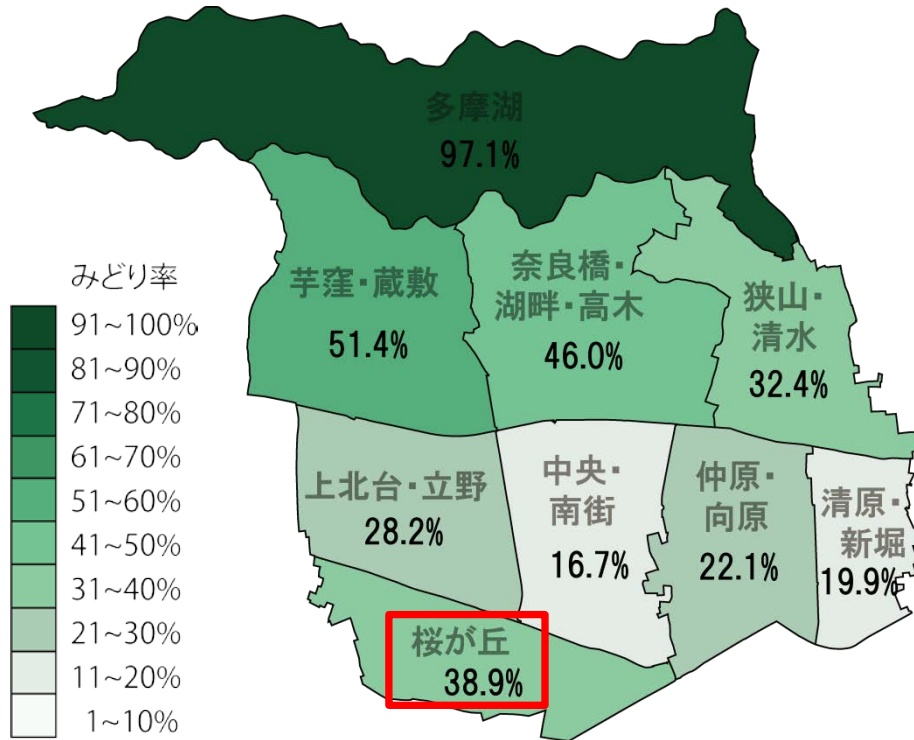 多摩湖
97.1%
芋窪・蔵敷
51.4%
奈良橋・
湖畔・高木
46.0%
狭山・
清水
32.4%
みどり率
91~100%
81~90%
71~80%
61~70%
51~60%
41~50%
31~40%
21~30%
11~20%
1~10%
上北台・立野
28.2%
中央・
南街
16.7%
仲原・
向原
22.1%
清原・
新堀
19.9%
桜が丘
38.9%